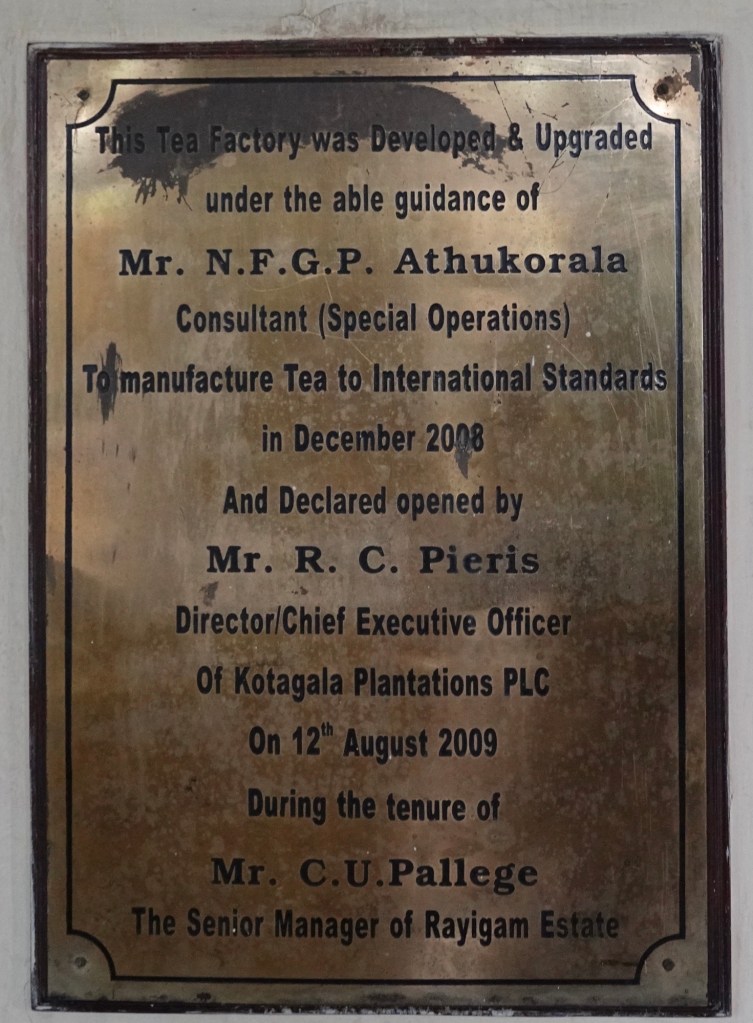 This Tea Factory was Developed & Upgraded
under the able guidance of
Mr. N.F.G.P. Athukorala
Consultant (Special Operations)
To manufacture Tea to International Standards
in December 2008
And Declared opened by
Mr. R. C. Pieris
Director/Chief Executive Officer
Of Kotagala Plantations PLC
On 12th August 2009
During the tenure of
Mr. C.U.Pallege
The Senior Manager of Rayigam Estate